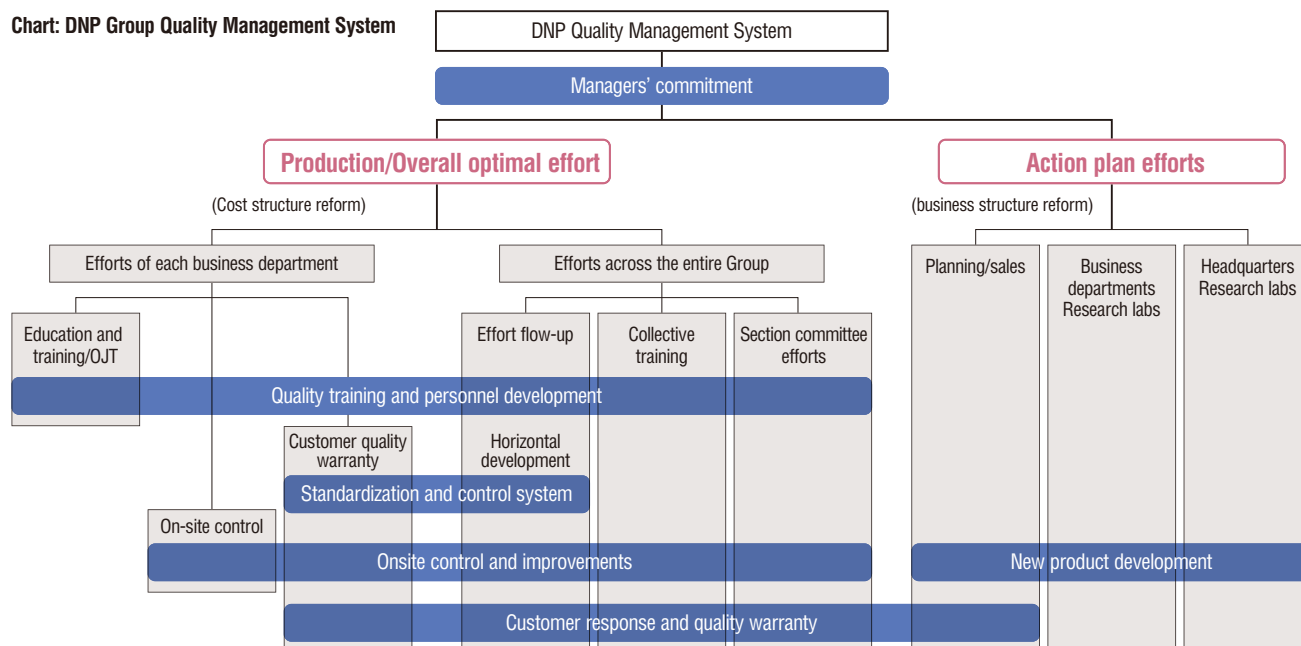 Chart: DNP Group Quality Management System
DNP Quality Management System
Managers' commitment
Production/Overall optimal effort
Action plan efforts
(Cost structure reform)
(business structure reform)
Efforts of each business department
Efforts across the entire Group
Planning/sales
Business
departments
Research labs
Headquarters
Research labs
Education and
training/OJT
Effort flow-up
Collective
training
Section committee
efforts
Quality training and personnel development
Customer quality
warranty
Horizontal
development
Standardization and control system
On-site control
Onsite control and improvements
New product development
Customer response and quality warranty